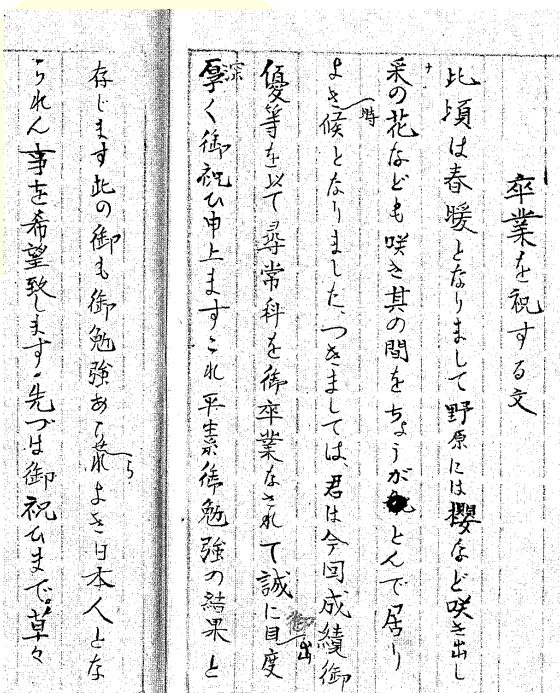 卒業を祝する文
此頃は春暖となりまして野原には櫻など咲き出し
采の花なども咲き其の間をちょうがとんで居り
よき時候となりました、つきましては、君は今回成績御
優等を以て尋常科を御卒業なされて誠に目度
厚く御祝ひ申上ますこれ平素御勉強の結果と
存じます此の御も御勉強あられよき日本人とな
られん事を希望致します。先づは御祝ひまで。草々